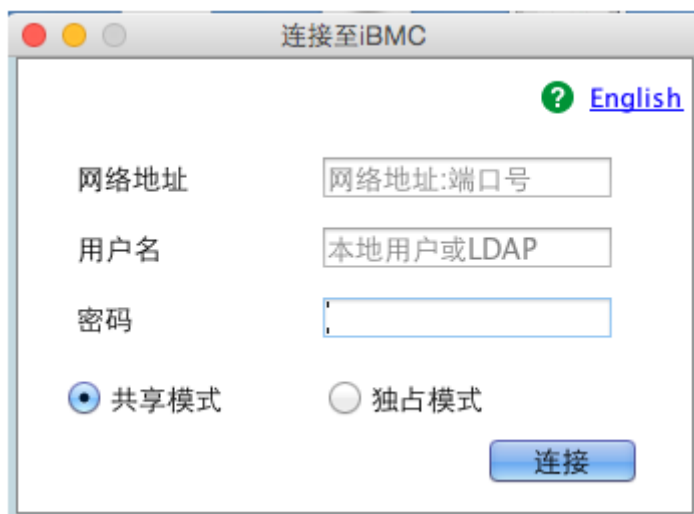 连接至iBMC
? English
网络地址 网络地址:端口号
用户名 本地用户或LDAP
密码
共享模式 独占模式
连接